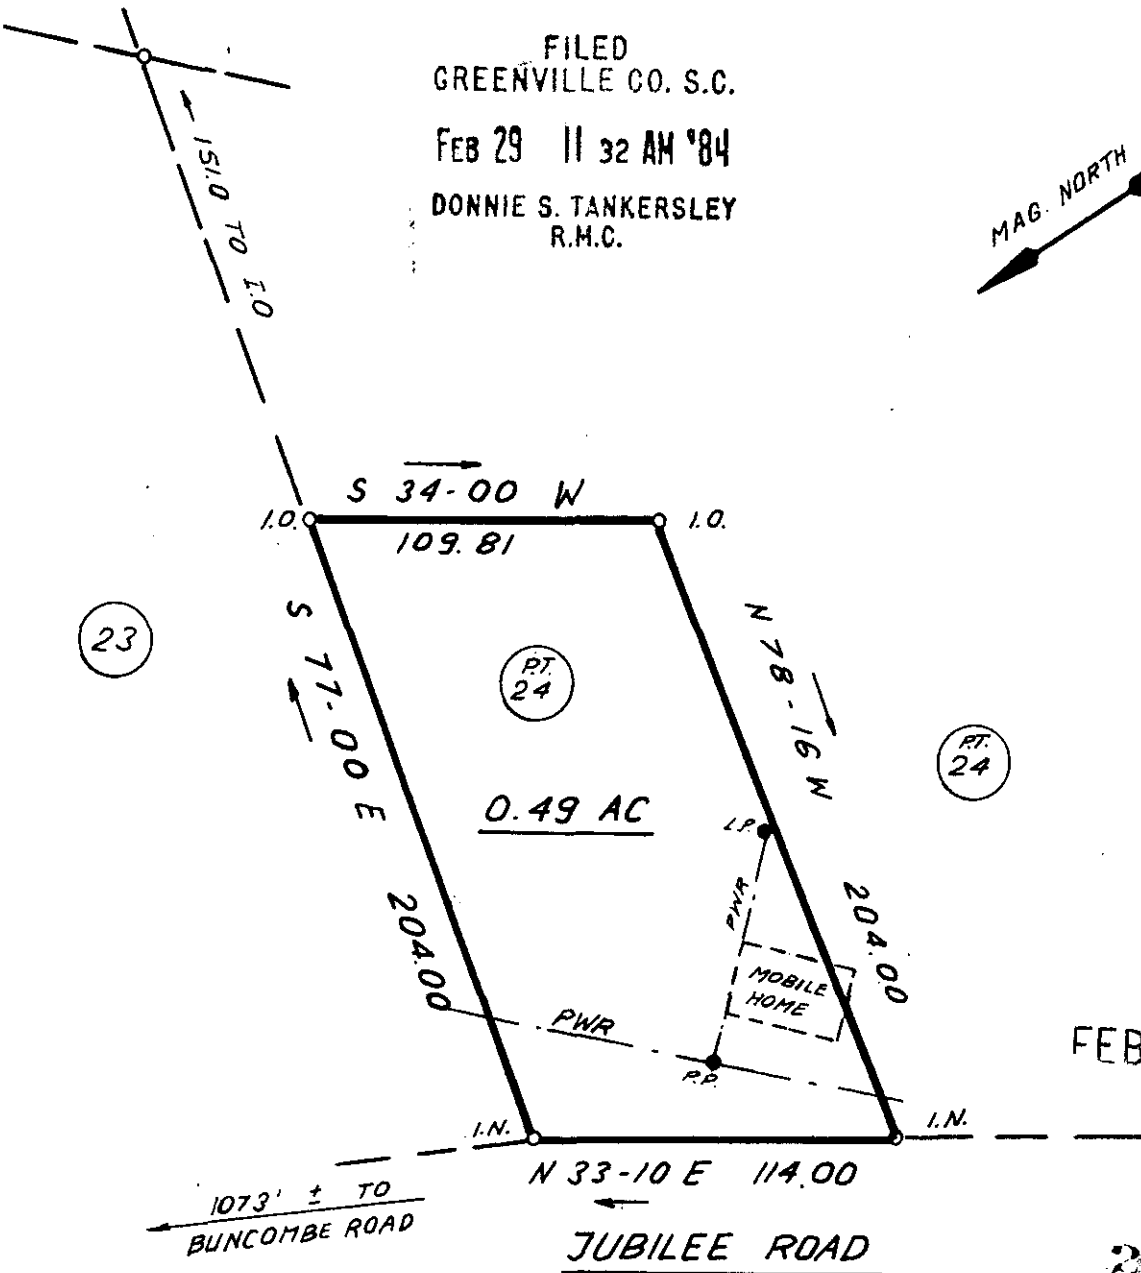 FILED
GREENVILLE CO. S.C.
FEB 29 11 32 AM '84
DONNIE S. TANKERSLEY
R.M.C.
MAG. NORTH
151.0 TO I.O
S 34-00 W
I.O.
I.O.
109.81
23
S 77-00 E
204.00
P.T.
24
N 78-16 W
204.00
P.T.
24
0.49 AC
L.P.
PWR
MOBILE
HOME
PWR
P.P.
FEB
I.N.
I.N.
N 33-10 E 114.00
1073' ± TO
BUNCOMBE ROAD
JUBILEE ROAD